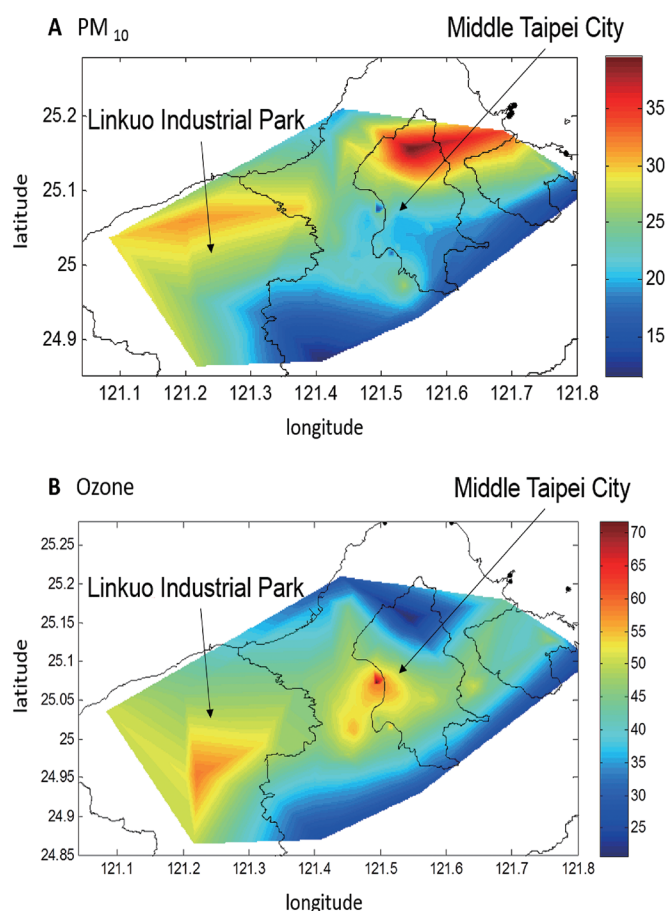 A PM 10
Middle Taipei City
Linkuo Industrial Park
latitude
25.2
25.1
25
24.9
121.1 121.2 121.3 121.4 121.5 121.6 121.7 121.8
longitude
35
30
25
20
15
B Ozone
Middle Taipei City
Linkuo Industrial Park
latitude
25.25
25.2
25.15
25.1
25.05
25
24.95
24.9
24.85
121.1 121.2 121.3 121.4 121.5 121.6 121.7 121.8
longitude
70
65
60
55
50
45
40
35
30
25